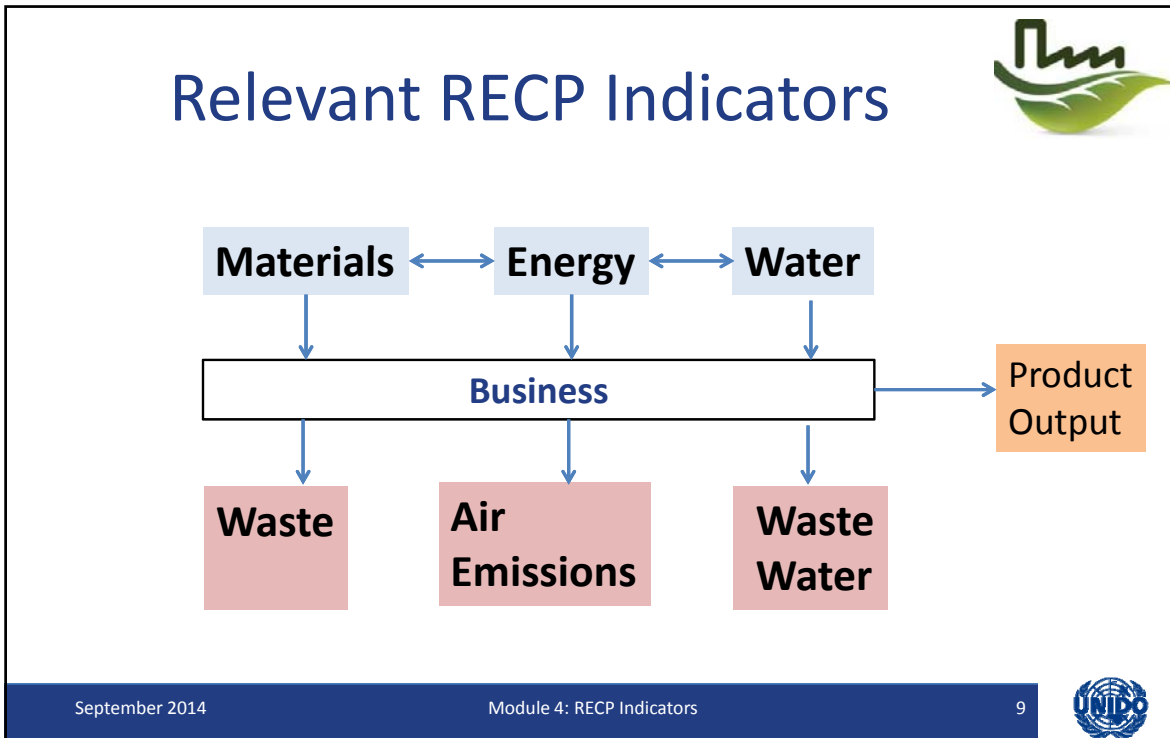 Relevant RECP Indicators
Materials
Energy
Water
Business
Product
Output
Waste
Air
Emissions
Waste
Water
September 2014
Module 4: RECP Indicators
9
UNIDO